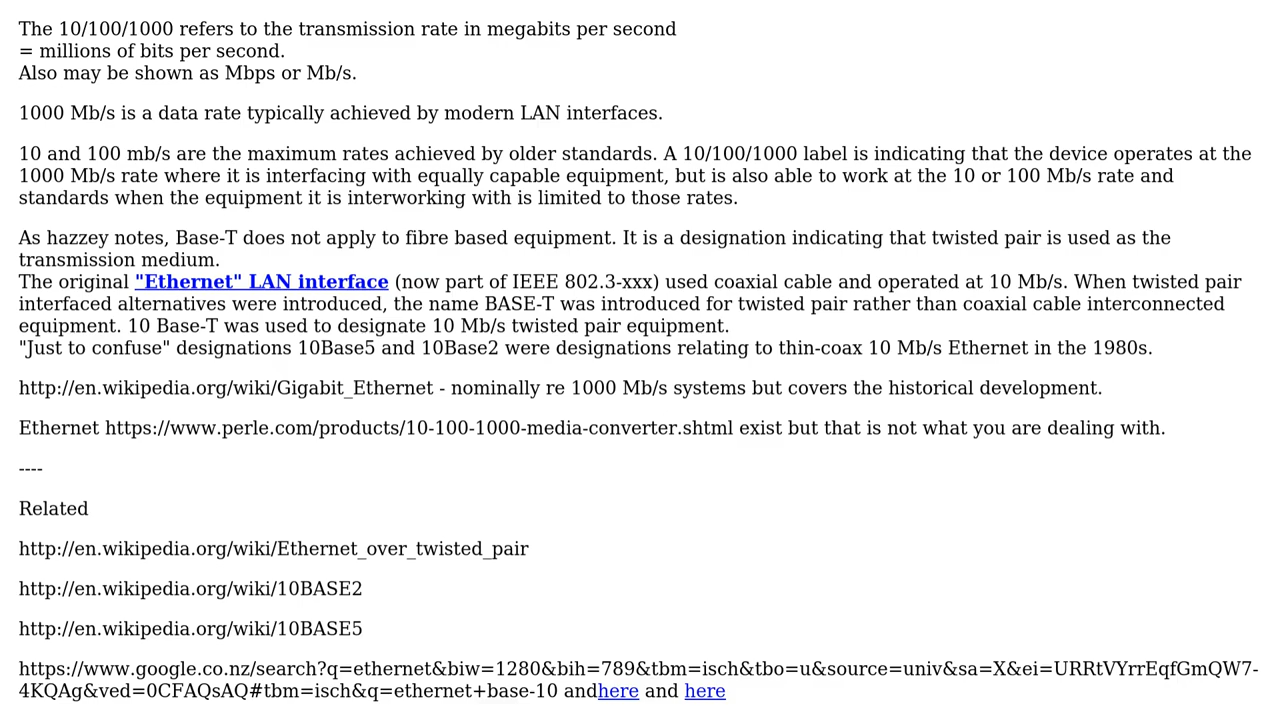 The 10/100/1000 refers to the transmission rate in megabits per second
= millions of bits per second.
Also may be shown as Mbps or Mb/s.
1000 Mb/s is a data rate typically achieved by modern LAN interfaces.
10 and 100 mb/s are the maximum rates achieved by older standards. A 10/100/1000 label is indicating that the device operates at the
1000 Mb/s rate where it is interfacing with equally capable equipment, but is also able to work at the 10 or 100 Mb/s rate and
standards when the equipment it is interworking with is limited to those rates.
As hazzey notes, Base-T does not apply to fibre based equipment. It is a designation indicating that twisted pair is used as the
transmission medium.
The original "Ethernet" LAN interface (now part of IEEE 802.3-xxx) used coaxial cable and operated at 10 Mb/s. When twisted pair
interfaced alternatives were introduced, the name BASE-T was introduced for twisted pair rather than coaxial cable interconnected
equipment. 10 Base-T was used to designate 10 Mb/s twisted pair equipment.
"Just to confuse" designations 10Base5 and 10Base2 were designations relating to thin-coax 10 Mb/s Ethernet in the 1980s.
http://en.wikipedia.org/wiki/Gigabit_Ethernet - nominally re 1000 Mb/s systems but covers the historical development.
Ethernet https://www.perle.com/products/10-100-1000-media-converter.shtml exist but that is not what you are dealing with.
----
Related
http://en.wikipedia.org/wiki/Ethernet_over_twisted_pair
http://en.wikipedia.org/wiki/10BASE2
http://en.wikipedia.org/wiki/10BASE5
https://www.google.co.nz/search?q=ethernet&biw=1280&bih=789&tbm=isch&tbo=u&source=univ&sa=X&ei=URRtVYrrEqfGmQW7-
4KQAg&ved=0CFAQsAQ#tbm=isch&q=ethernet+base-10 andhere and here